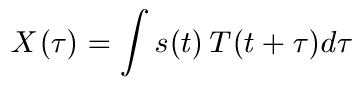 X(τ) = ∫ s(t) T(t + τ)dτ